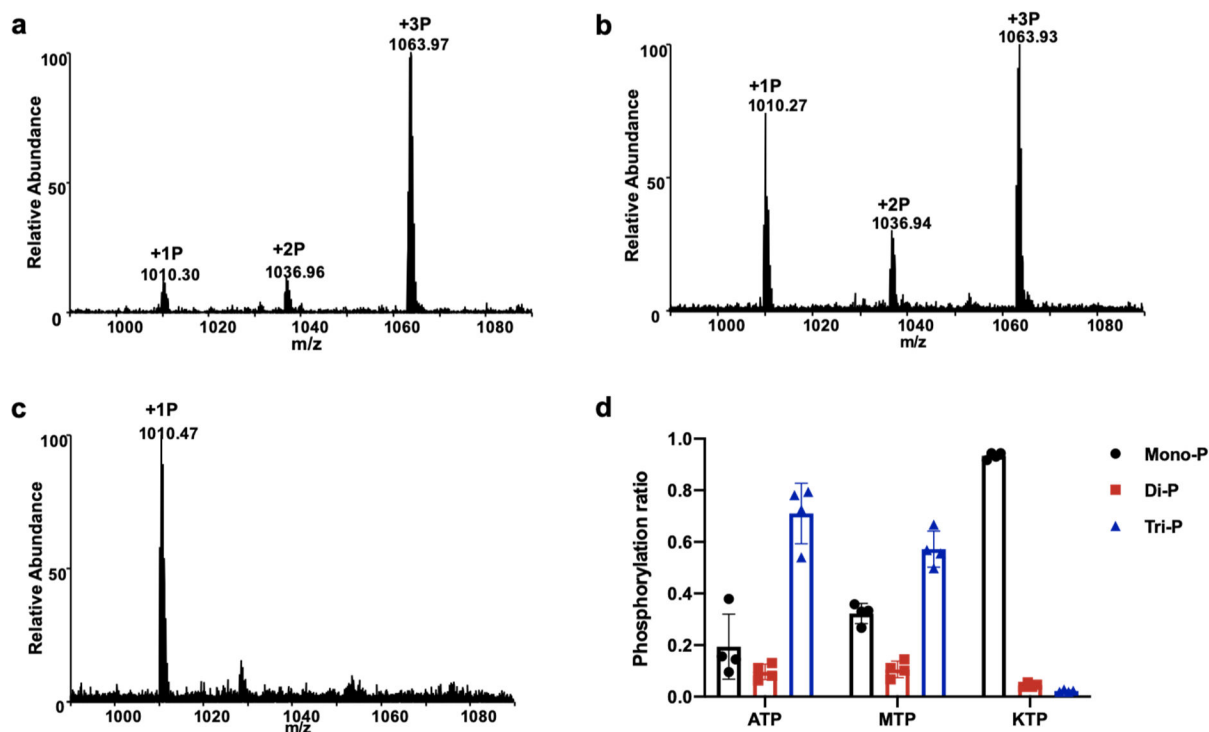 a
+3P
1063.97
100
50
0
Relative Abundance
+1P
1010.30
+2P
1036.96
1000
1020
1040
1060
1080
m/z
b
+3P
1063.93
100
50
0
Relative Abundance
+1P
1010.27
+2P
1036.94
1000
1020
1040
1060
1080
m/z
c
+1P
1010.47
100
50
0
Relative Abundance
1000
1020
1040
1060
1080
m/z
d
1.0
0.8
0.6
0.4
0.2
0.0
Phosphorylation ratio
ATP
MTP
KTP
Mono-P
Di-P
Tri-P